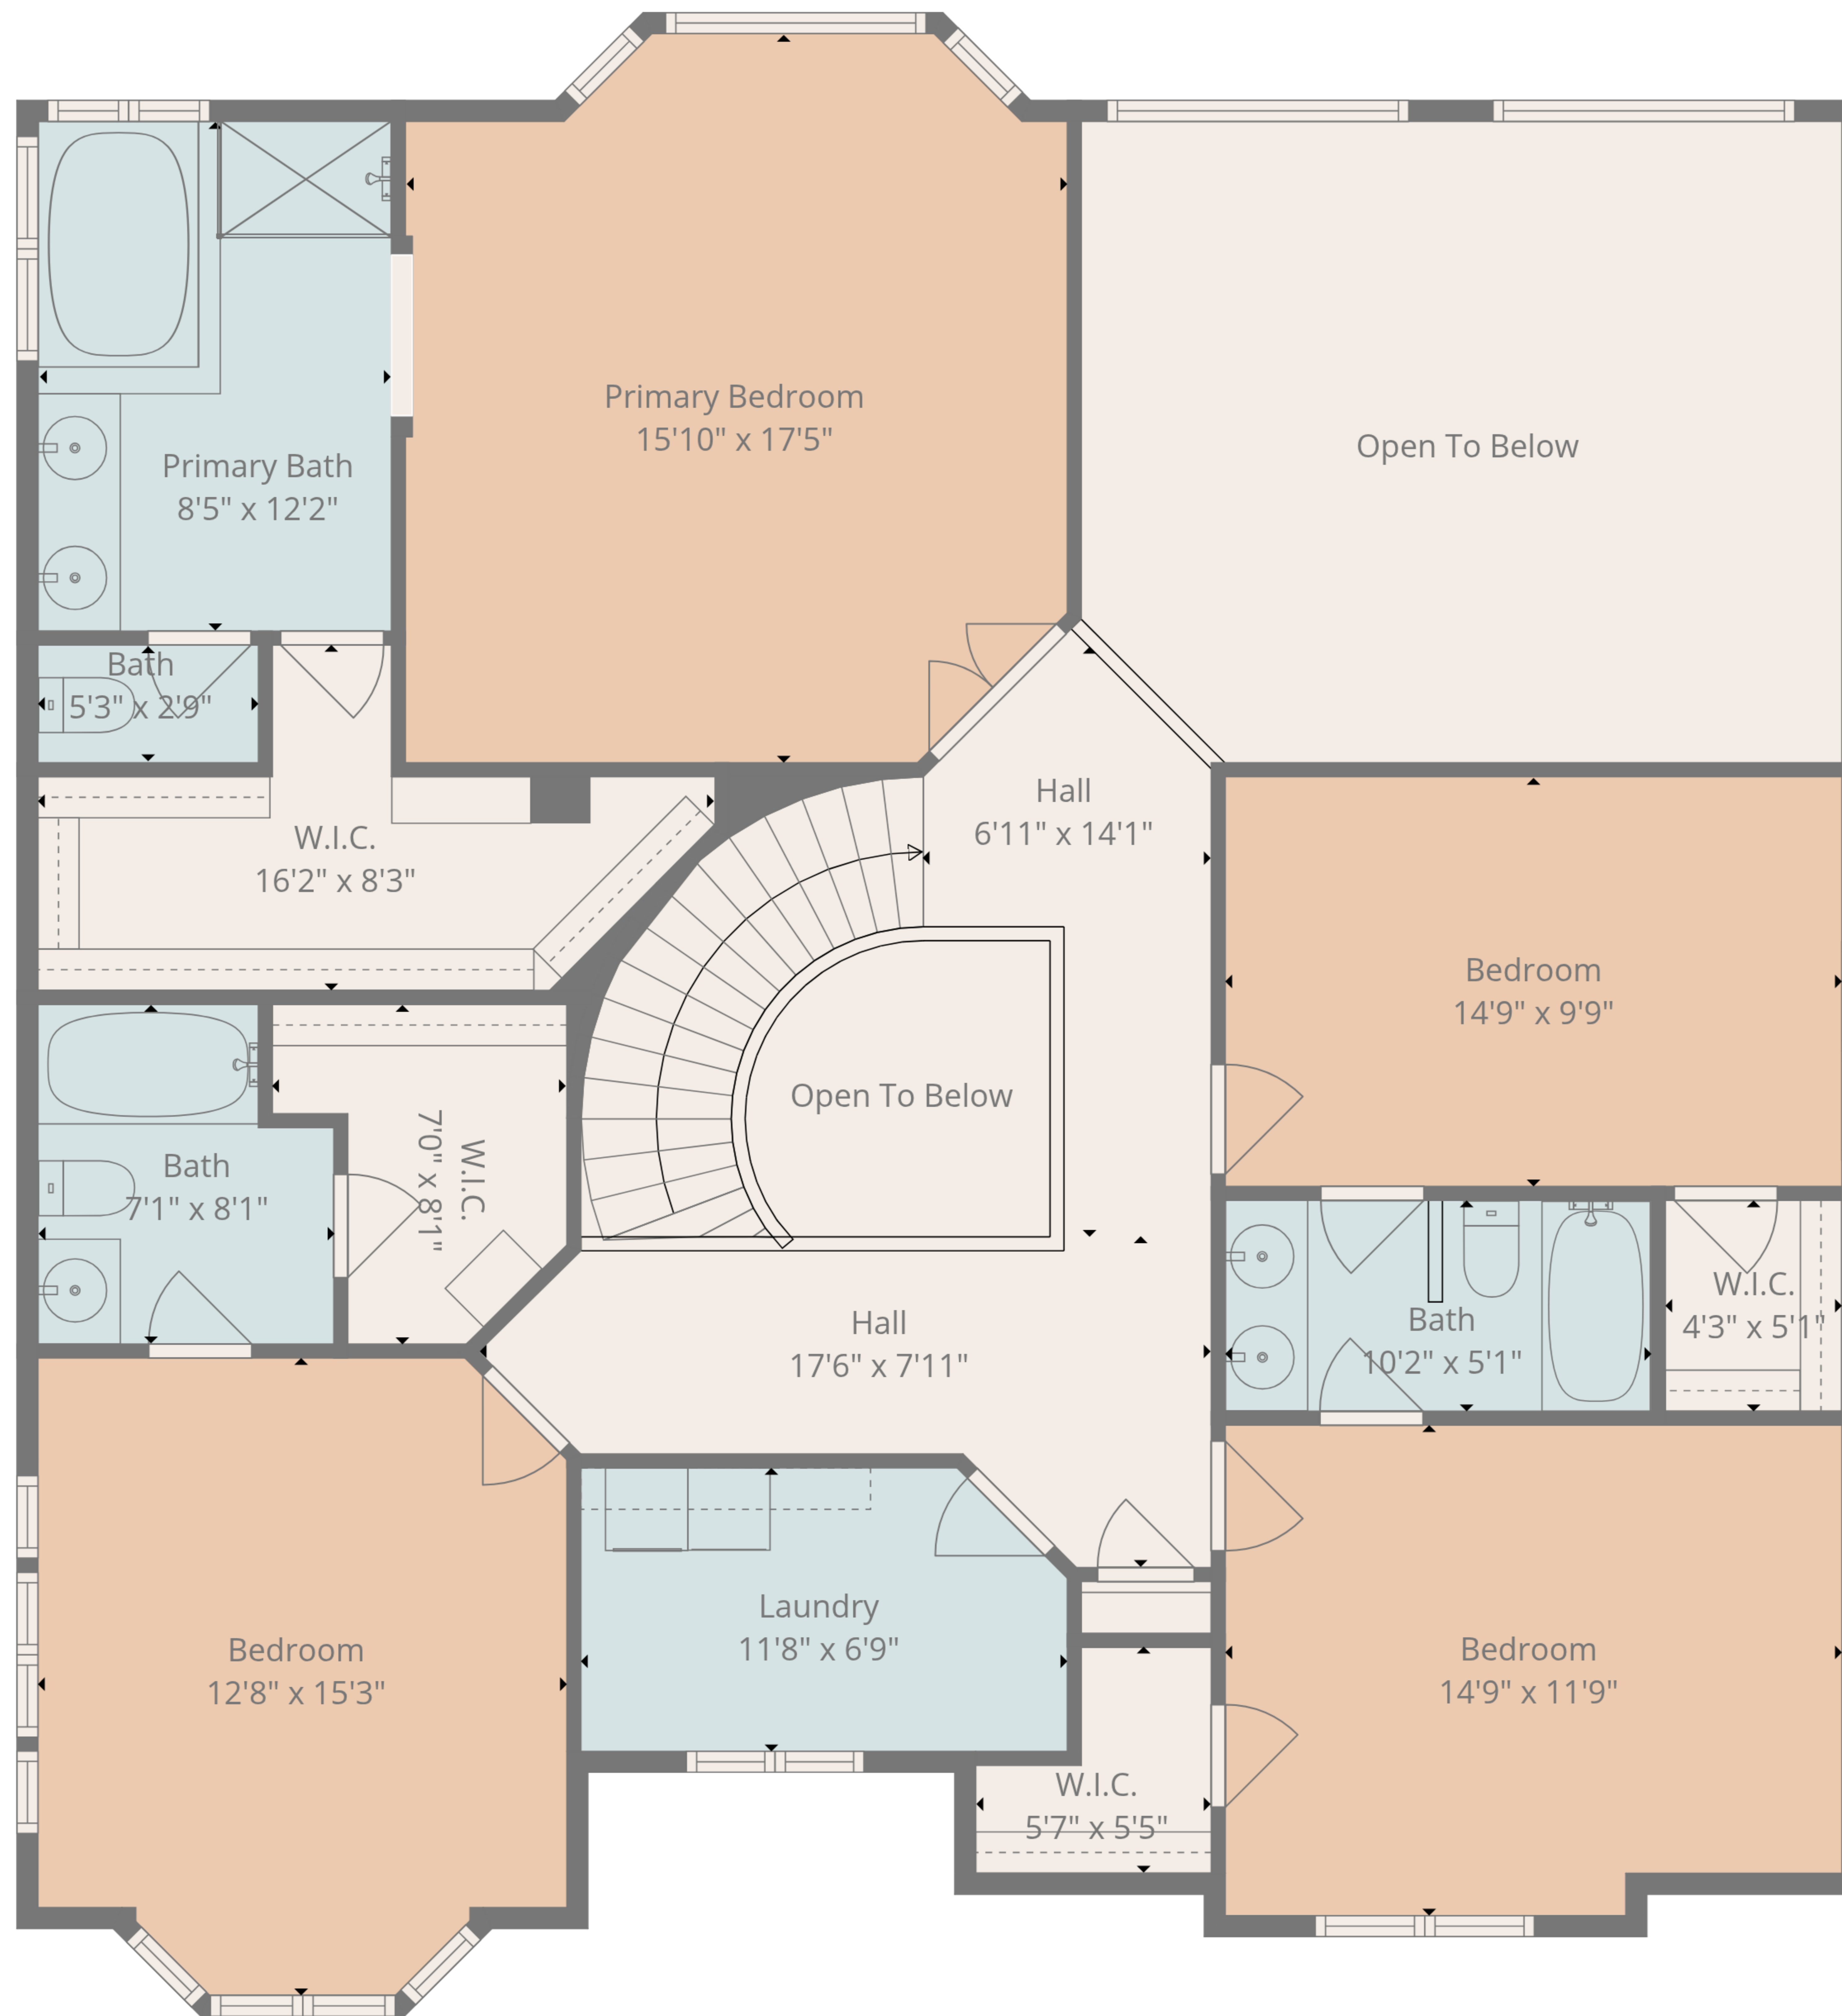 Primary Bedroom
15'10" x 17'5"
Open To Below
Primary Bath
8'5" x 12'2"
Bath
5'3" x 2'9"
Hall
6'11" x 14'1"
W.I.C.
16'2" x 8'3"
Bedroom
14'9" x 9'9"
Open To Below
W.I.C.
7'0" x 8'1"
Bath
7'1" x 8'1"
Hall
17'6" x 7'11"
Bath
10'2" x 5'1"
W.I.C.
4'3" x 5'1"
Laundry
11'8" x 6'9"
Bedroom
12'8" x 15'3"
Bedroom
14'9" x 11'9"
W.I.C.
5'7" x 5'5"